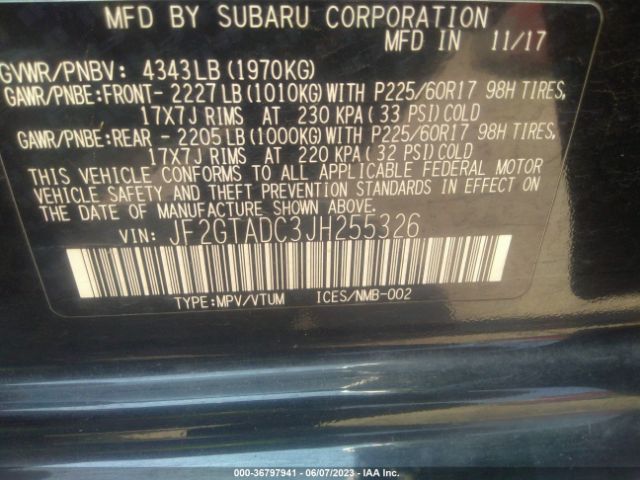 MFD BY SUBARU CORPORATION
MFD IN 11/17
GVWR/PNBV: 4343LB (1970KG)
GAWR/PNBE:FRONT- 2227 LB (1010KG) WITH P225/60R17 98H TIRES,
17X7J RIMS AT 230 KPA ( 33 PSI) COLD
GAWR/PNBE:REAR - 2205 LB (1000KG) WITH P225/60R17 98H TIRES,
17X7J RIMS AT 220 KPA ( 32 PSI) COLD
THIS VEHICLE CONFORMS TO ALL APPLICABLE FEDERAL MOTOR
VEHICLE SAFETY AND THEFT PREVENTION STANDARDS IN EFFECT ON
THE DATE OF MANUFACTURE SHOWN ABOVE.
VIN: JF2GTADC3JH255326
TYPE:MPV/VTUM ICES/NMB-002
000-36797941 - 06/07/2023 - IAA Inc.